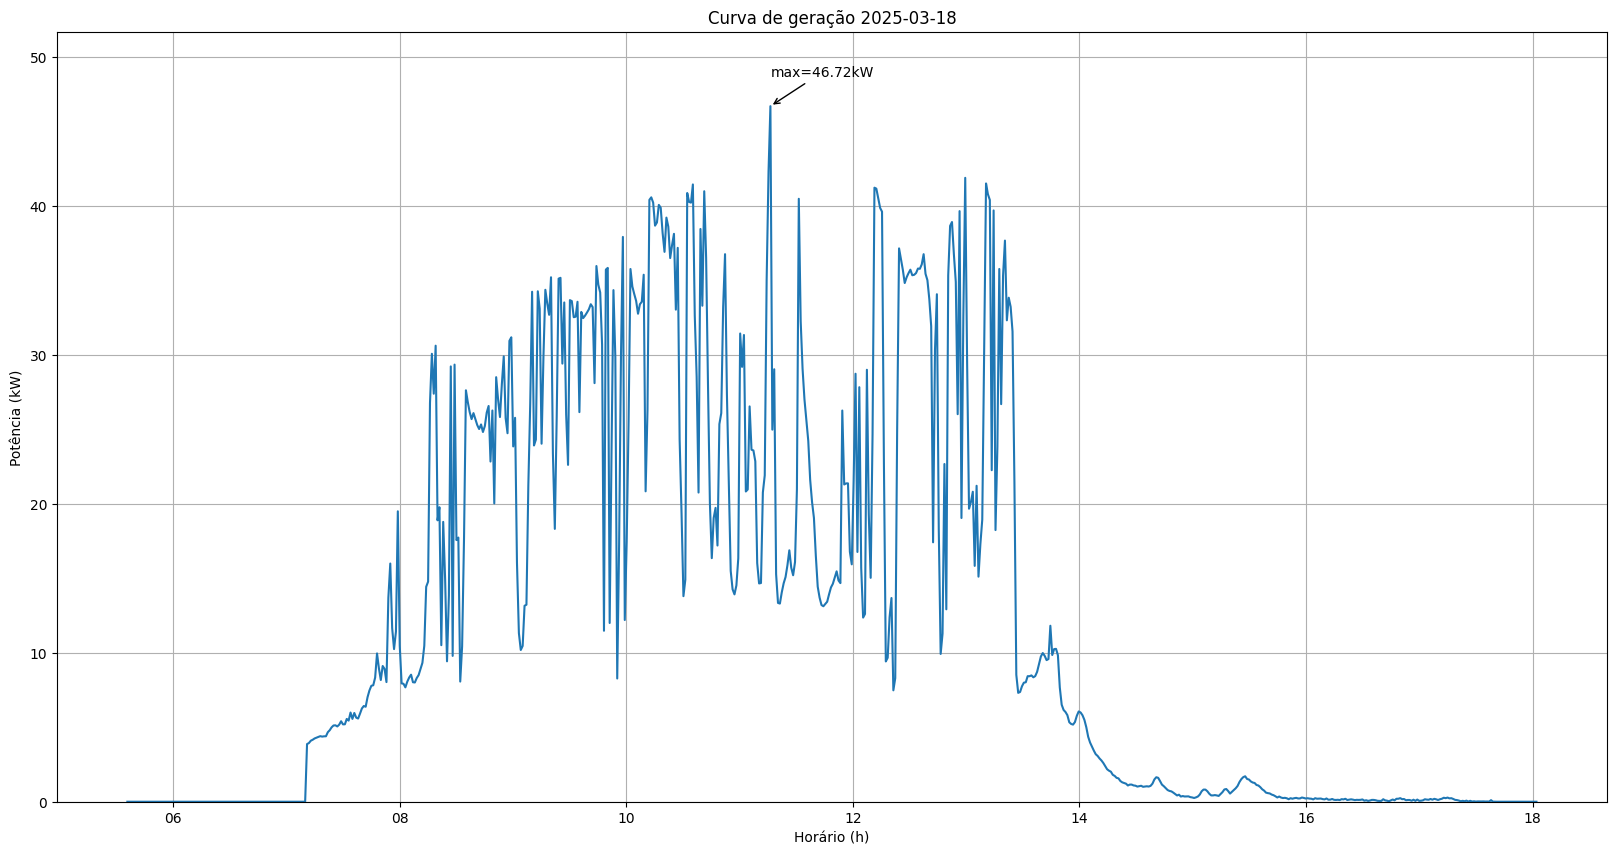 Curva de geração 2025-03-18
50
max=46.72kW
40
30
Potência (kW)
20
10
0
06 08 10 12 14 16 18
Horário (h)